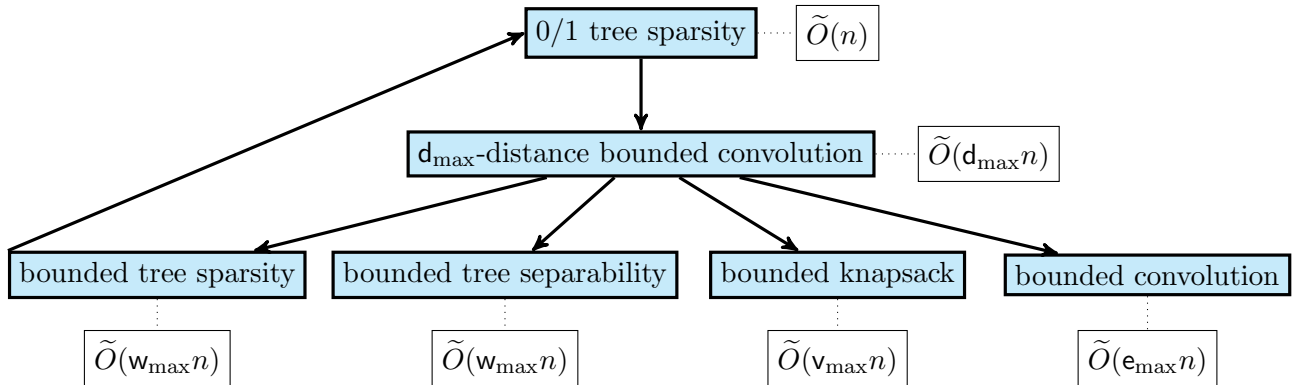 0/1 tree sparsity
Õ(n)
d_max-distance bounded convolution
Õ(d_max n)
bounded tree sparsity
bounded tree separability
bounded knapsack
bounded convolution
Õ(w_max n)
Õ(w_max n)
Õ(v_max n)
Õ(e_max n)